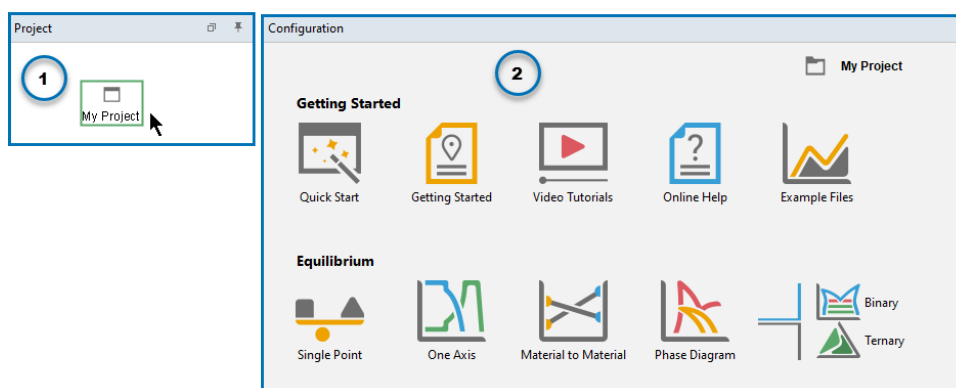 Project
1
My Project
Configuration
2
My Project
Getting Started
Quick Start
Getting Started
Video Tutorials
Online Help
Example Files
Equilibrium
Single Point
One Axis
Material to Material
Phase Diagram
Binary
Ternary